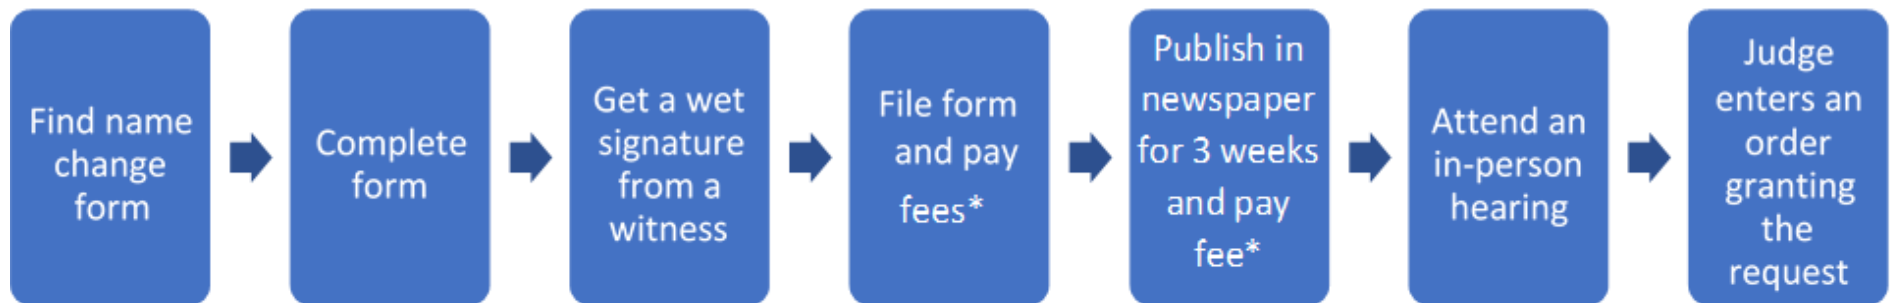 Find name
change
form
Complete
form
Get a wet
signature
from a
witness
File form
and pay
fees*
Publish in
newspaper
for 3 weeks
and pay
fee*
Attend an
in-person
hearing
Judge
enters an
order
granting
the
request